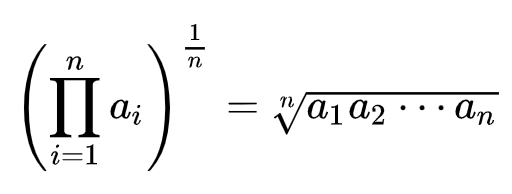 \left(\prod_{i=1}^{n} a_i\right)^{\frac{1}{n}} = \sqrt[n]{a_1 a_2 \cdots a_n}